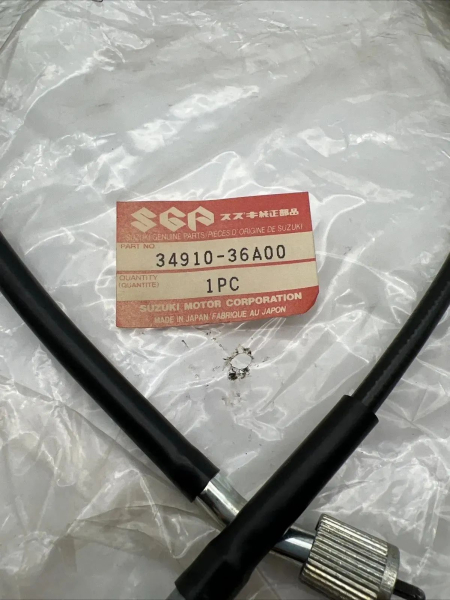 SGP スズキ純正部品
SUZUKI GENUINE PARTS/PIECES D'ORIGINE DE SUZUKI
PART NO.
34910-36A00
QUANTITY
(QUANTITE)
1PC
SUZUKI MOTOR CORPORATION
MADE IN JAPAN/FABRIQUE AU JAPON